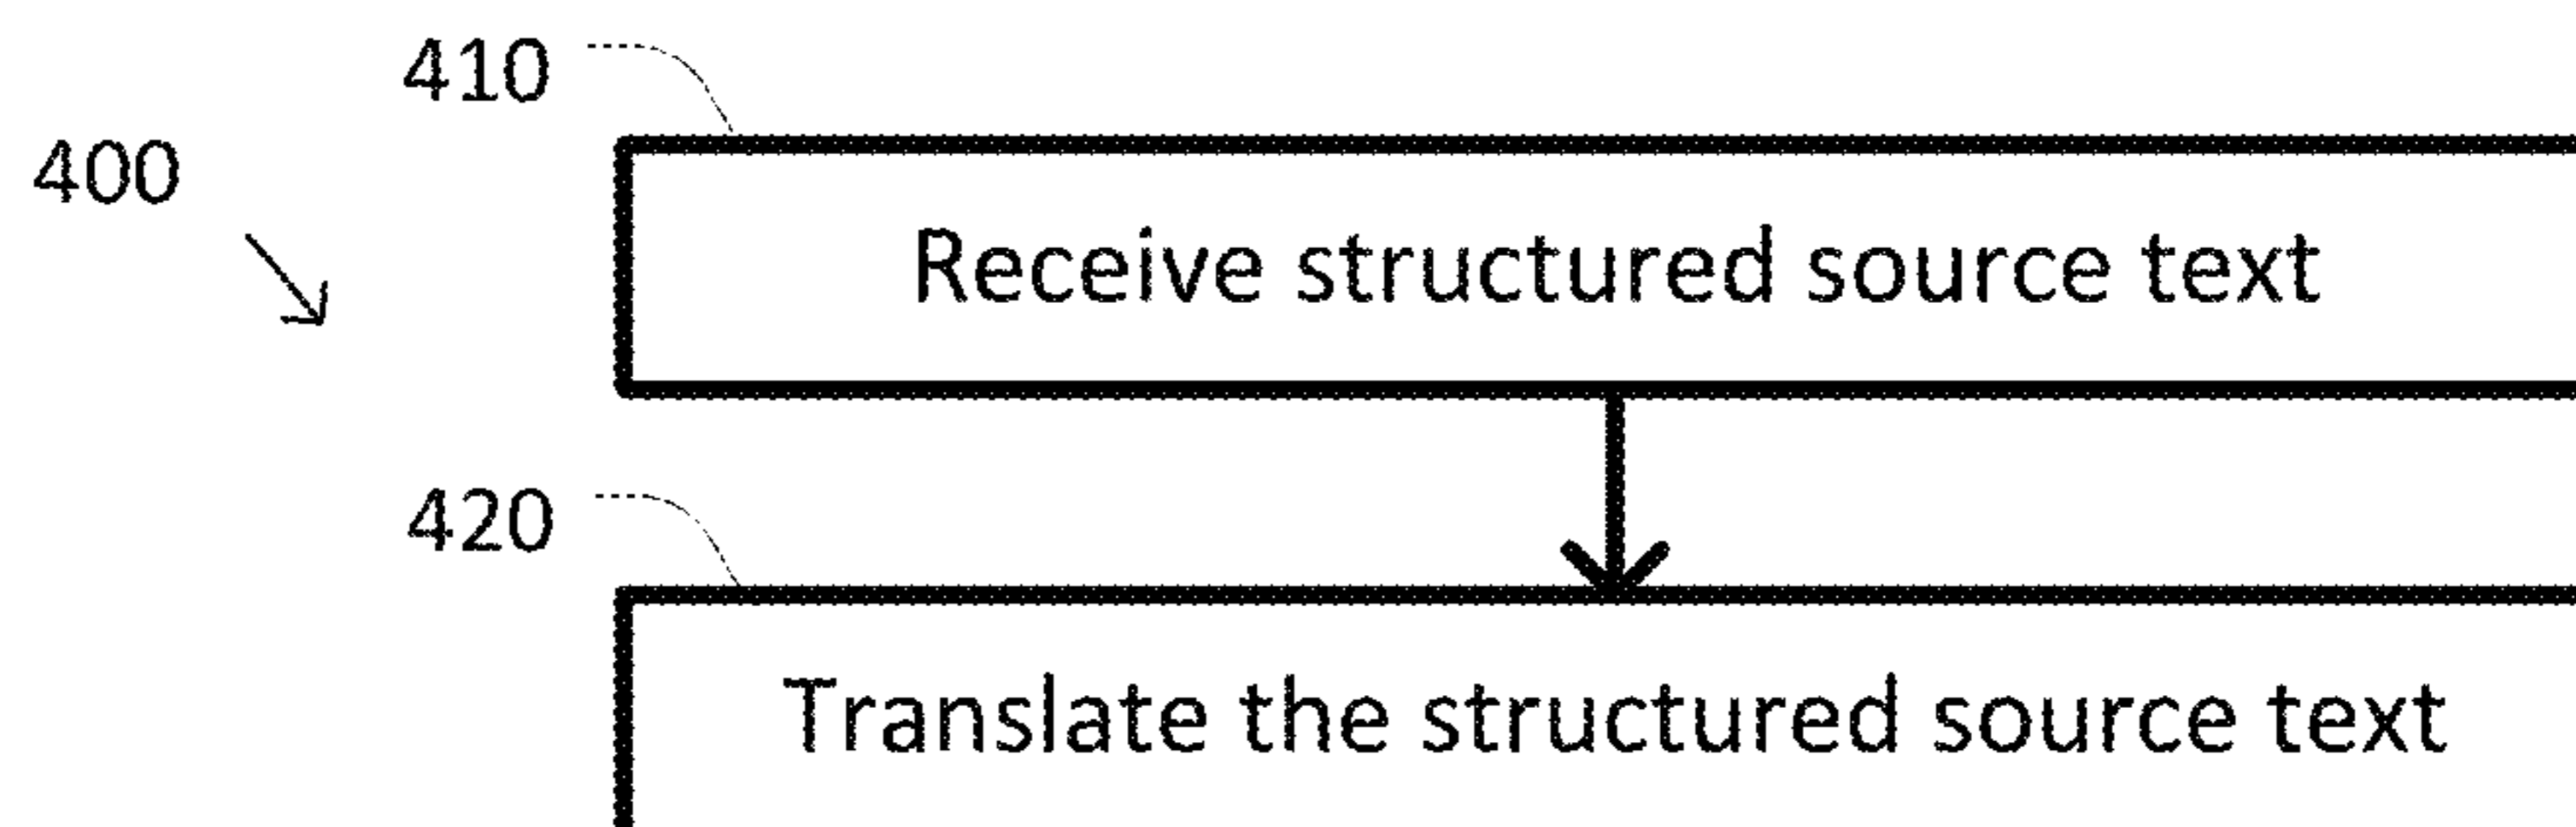 410
400
Receive structured source text
420
Translate the structured source text